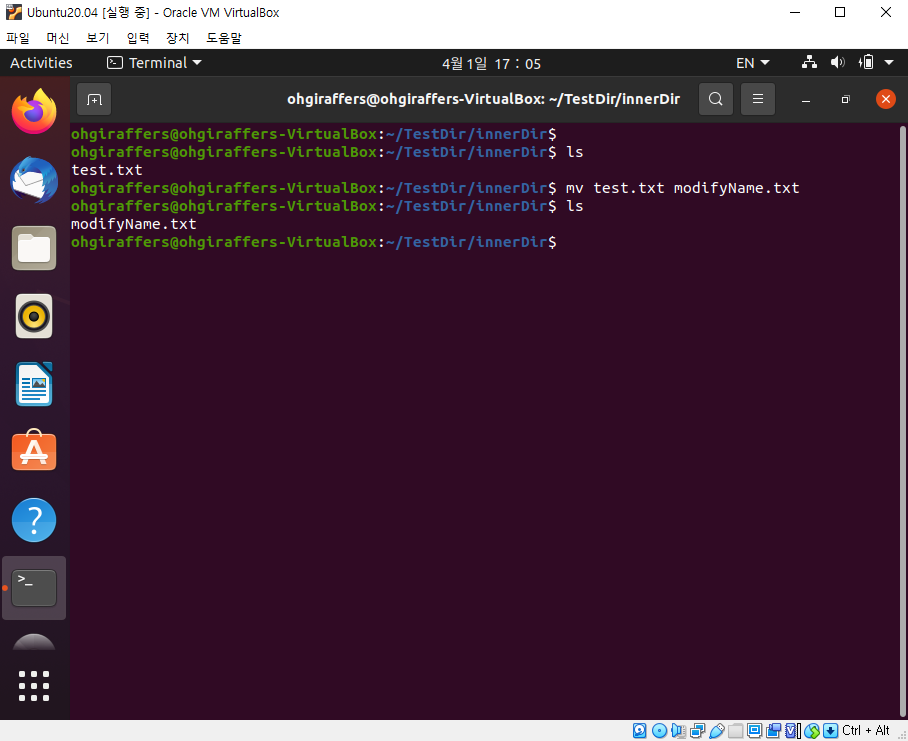 Ubuntu20.04 [실행 중] - Oracle VM VirtualBox
파일 머신 보기 입력 장치 도움말
Activities Terminal 4월 1일 17 : 05 EN
ohgiraffers@ohgiraffers-VirtualBox: ~/TestDir/innerDir
ohgiraffers@ohgiraffers-VirtualBox:~/TestDir/innerDir$
ohgiraffers@ohgiraffers-VirtualBox:~/TestDir/innerDir$ ls
test.txt
ohgiraffers@ohgiraffers-VirtualBox:~/TestDir/innerDir$ mv test.txt modifyName.txt
ohgiraffers@ohgiraffers-VirtualBox:~/TestDir/innerDir$ ls
modifyName.txt
ohgiraffers@ohgiraffers-VirtualBox:~/TestDir/innerDir$
Ctrl + Alt